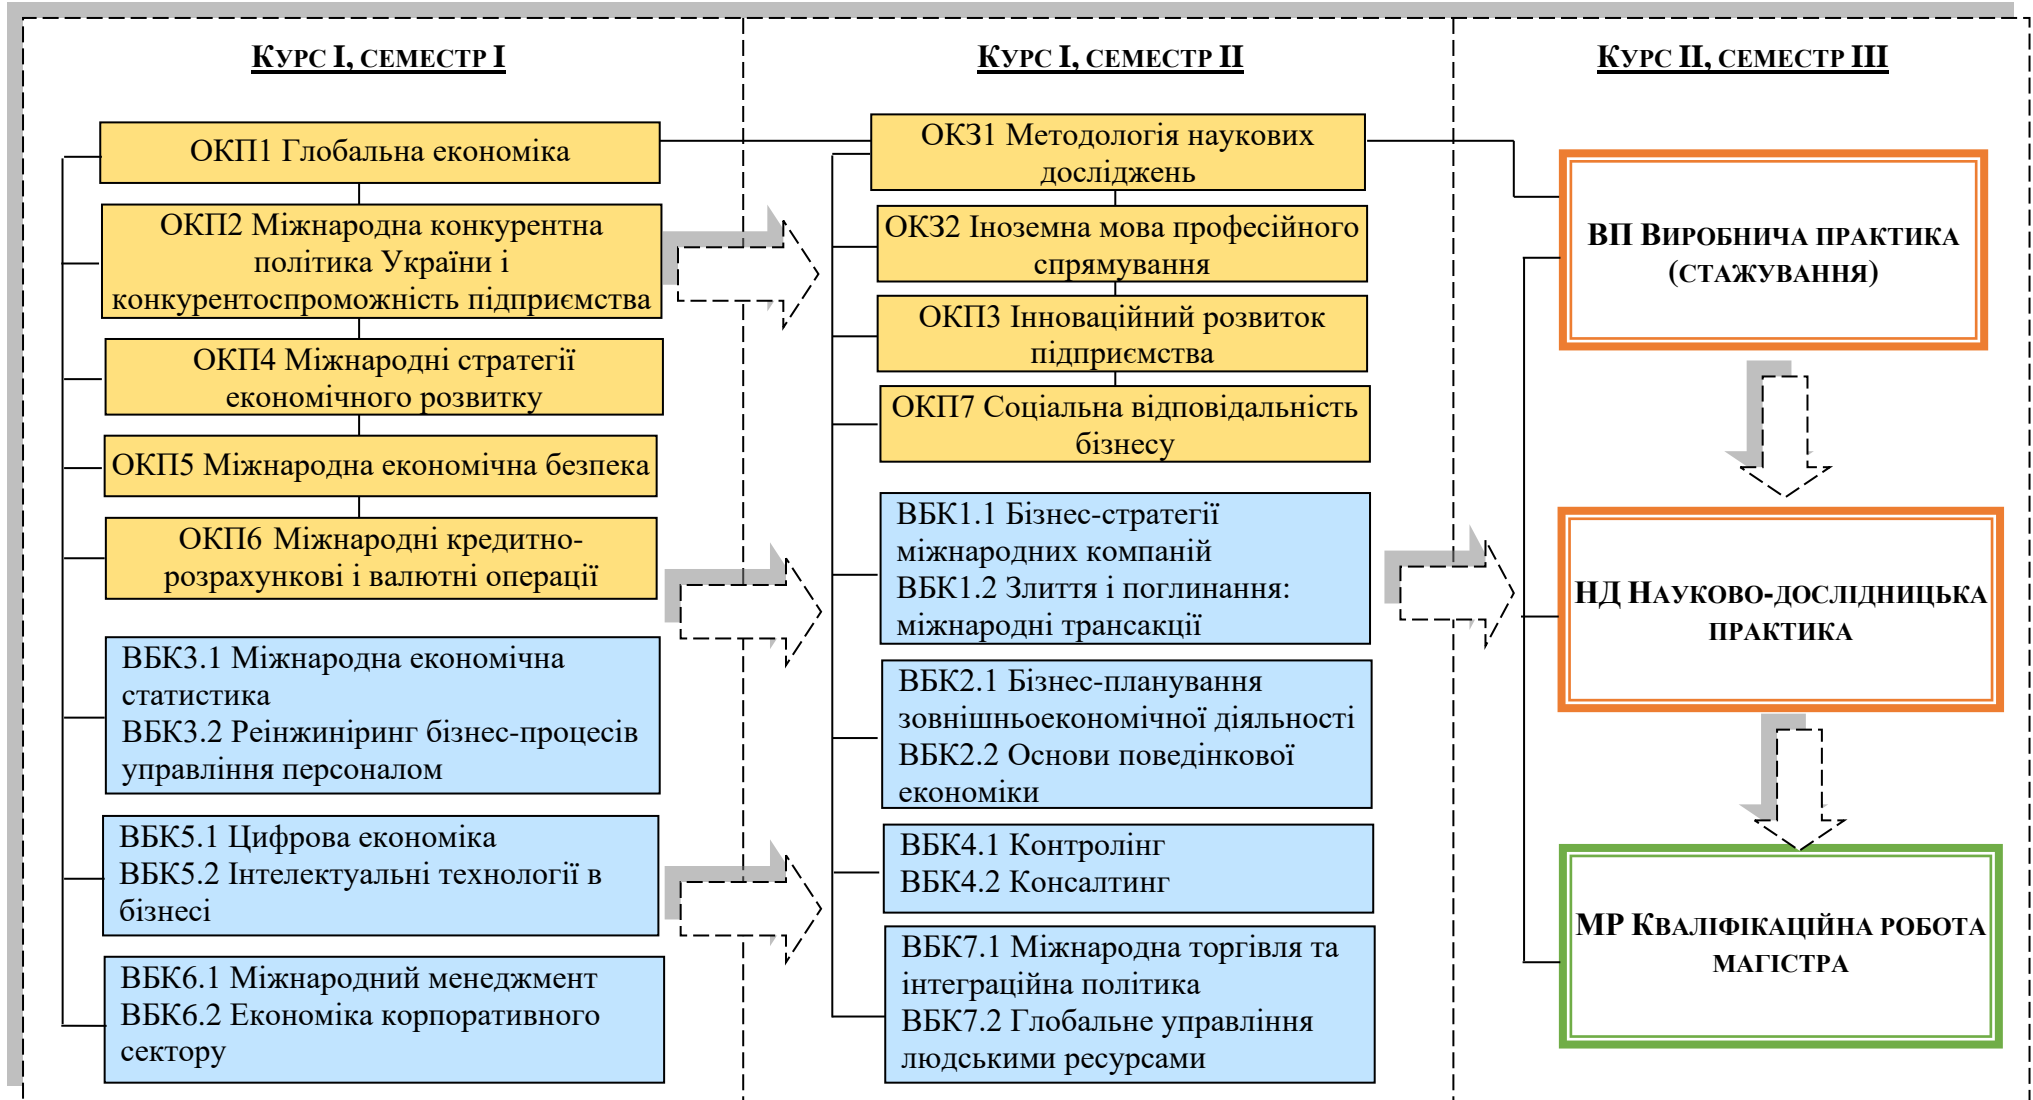 КУРС І, СЕМЕСТР І
ОКП1 Глобальна економіка
ОКП2 Міжнародна конкурентна
політика України і
конкурентоспроможність підприємства
ОКП4 Міжнародні стратегії
економічного розвитку
ОКП5 Міжнародна економічна безпека
ОКП6 Міжнародні кредитно-
розрахункові і валютні операції
ВБК3.1 Міжнародна економічна
статистика
ВБК3.2 Реінжиніринг бізнес-процесів
управління персоналом
ВБК5.1 Цифрова економіка
ВБК5.2 Інтелектуальні технології в
бізнесі
ВБК6.1 Міжнародний менеджмент
ВБК6.2 Економіка корпоративного
сектору
КУРС І, СЕМЕСТР ІІ
ОКЗ1 Методологія наукових
досліджень
ОКЗ2 Іноземна мова професійного
спрямування
ОКП3 Інноваційний розвиток
підприємства
ОКП7 Соціальна відповідальність
бізнесу
ВБК1.1 Бізнес-стратегії
міжнародних компаній
ВБК1.2 Злиття і поглинання:
міжнародні трансакції
ВБК2.1 Бізнес-планування
зовнішньоекономічної діяльності
ВБК2.2 Основи поведінкової
економіки
ВБК4.1 Контролінг
ВБК4.2 Консалтинг
ВБК7.1 Міжнародна торгівля та
інтеграційна політика
ВБК7.2 Глобальне управління
людськими ресурсами
КУРС ІІ, СЕМЕСТР ІІІ
ВП ВИРОБНИЧА ПРАКТИКА
(СТАЖУВАННЯ)
НД НАУКОВО-ДОСЛІДНИЦЬКА
ПРАКТИКА
МР КВАЛІФІКАЦІЙНА РОБОТА
МАГІСТРА